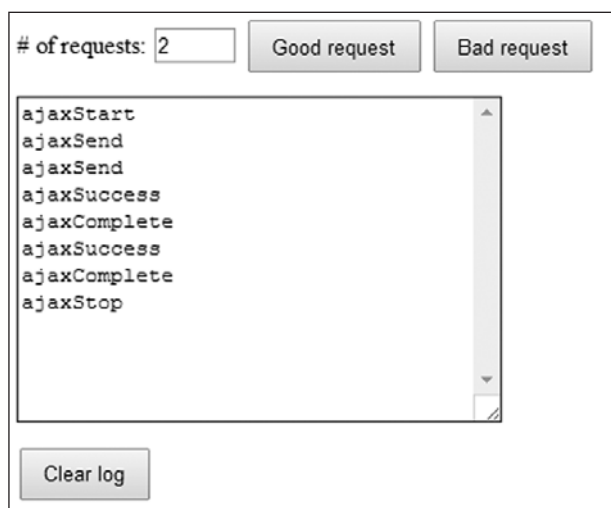 # of requests: 2 Good request Bad request
ajaxStart
ajaxSend
ajaxSend
ajaxSuccess
ajaxComplete
ajaxSuccess
ajaxComplete
ajaxStop
Clear log